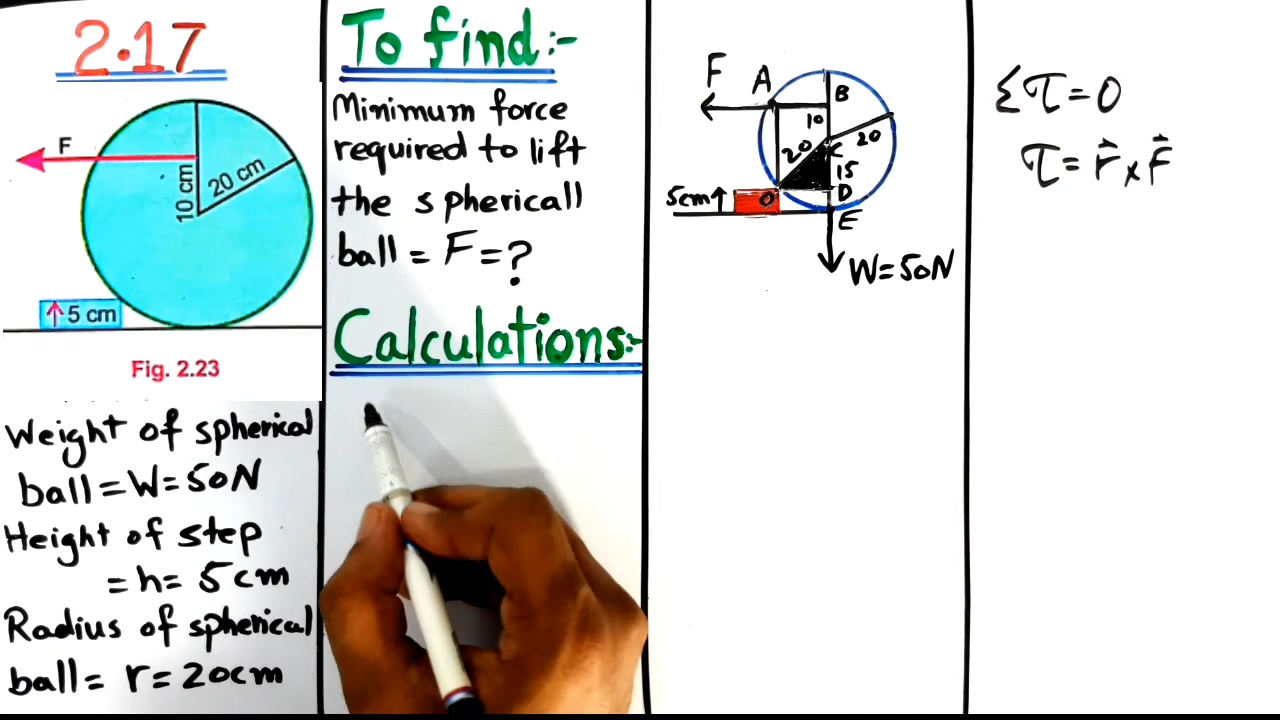 2.17
F
10 cm
20 cm
↑5 cm
Fig. 2.23
Weight of spherical
ball = W = 50N
Height of step
= h = 5cm
Radius of spherical
ball = r = 20cm
To find:-
Minimum force
required to lift
the sphericall
ball = F = ?
Calculations:-
F
A
B
10
20
20
C
15
5cm↑
O
D
E
W=50N
Στ=0
τ = r⃗ × F⃗